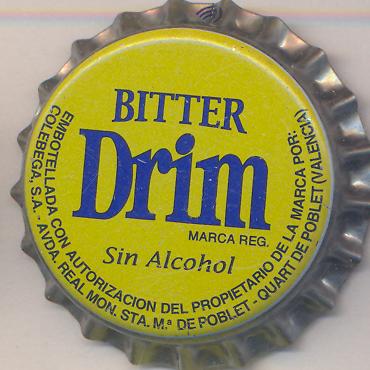 BITTER
Drim
MARCA REG.
Sin Alcohol
EMBOTELLADA CON AUTORIZACION DEL PROPIETARIO DE LA MARCA POR:
COLEBEGA, S.A. - AVDA. REAL MON. STA. M.ª DE POBLET - QUART DE POBLET (VALENCIA)